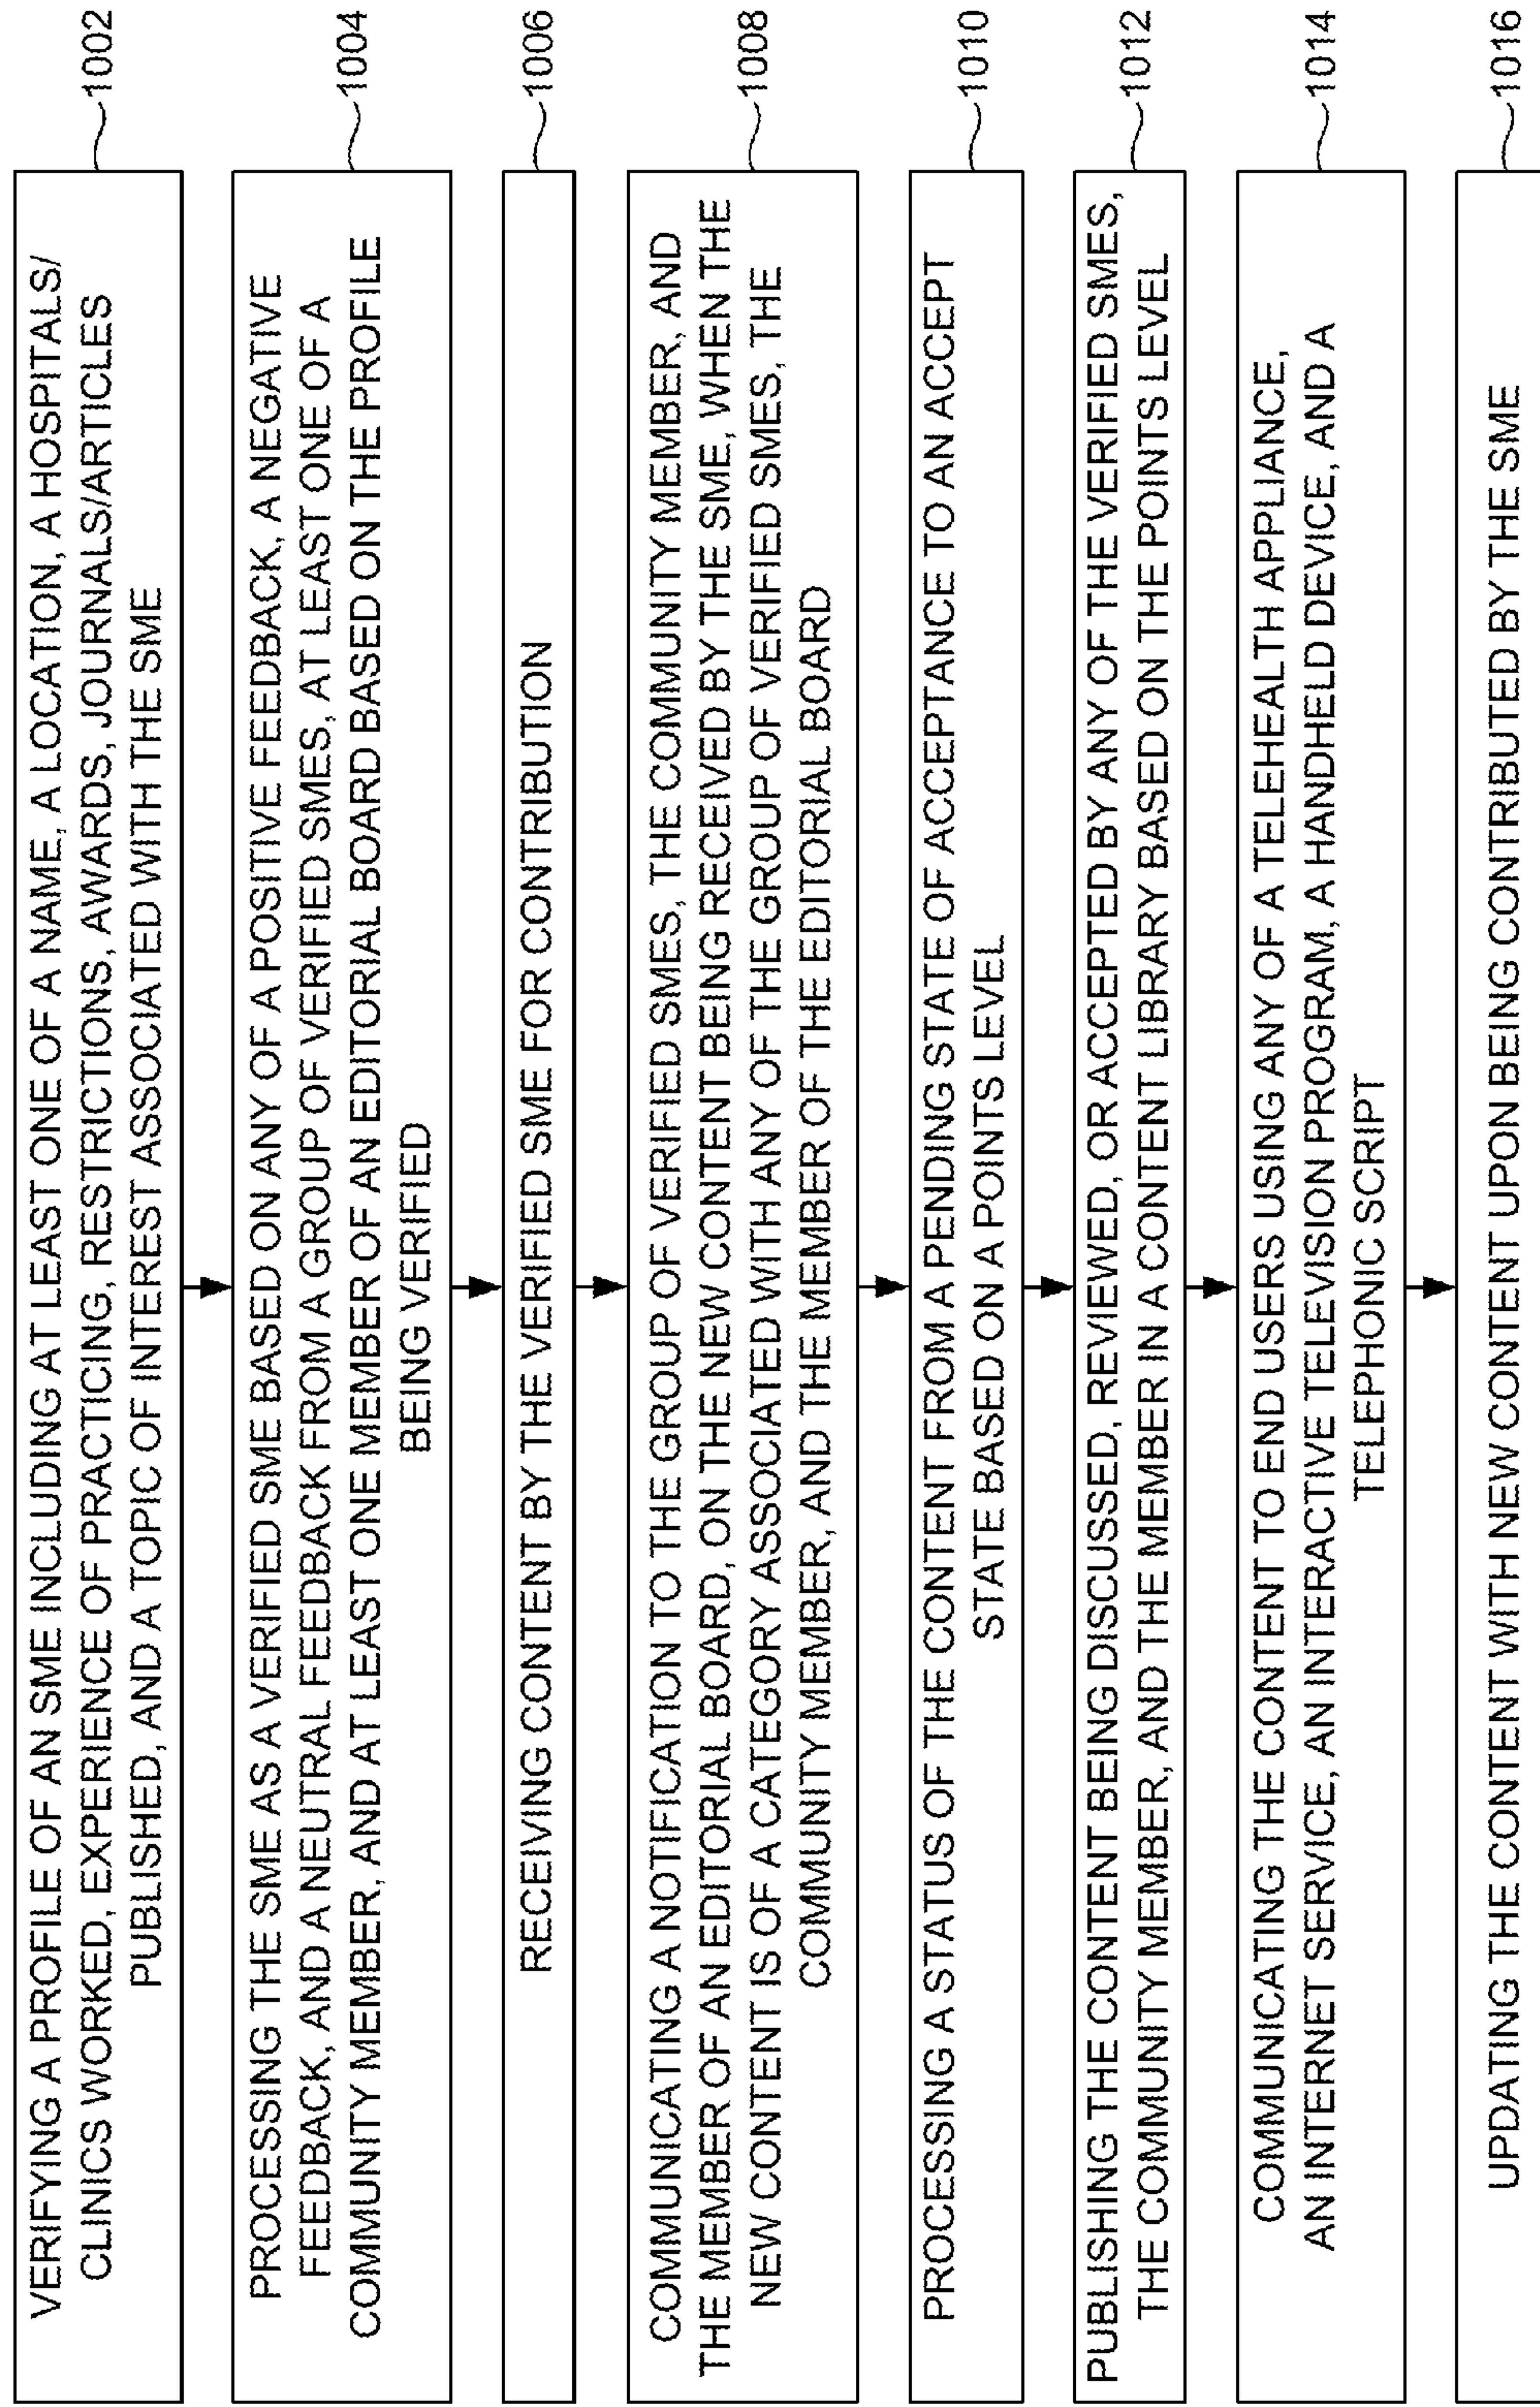 VERIFYING A PROFILE OF AN SME INCLUDING AT LEAST ONE OF A NAME, A LOCATION, A HOSPITALS/
CLINICS WORKED, EXPERIENCE OF PRACTICING, RESTRICTIONS, AWARDS, JOURNALS/ARTICLES
PUBLISHED, AND A TOPIC OF INTEREST ASSOCIATED WITH THE SME
1002
PROCESSING THE SME AS A VERIFIED SME BASED ON ANY OF A POSITIVE FEEDBACK, A NEGATIVE
FEEDBACK, AND A NEUTRAL FEEDBACK FROM A GROUP OF VERIFIED SMES, AT LEAST ONE OF A
COMMUNITY MEMBER, AND AT LEAST ONE MEMBER OF AN EDITORIAL BOARD BASED ON THE PROFILE
BEING VERIFIED
1004
RECEIVING CONTENT BY THE VERIFIED SME FOR CONTRIBUTION
1006
COMMUNICATING A NOTIFICATION TO THE GROUP OF VERIFIED SMES, THE COMMUNITY MEMBER, AND
THE MEMBER OF AN EDITORIAL BOARD, ON THE NEW CONTENT BEING RECEIVED BY THE SME, WHEN THE
NEW CONTENT IS OF A CATEGORY ASSOCIATED WITH ANY OF THE GROUP OF VERIFIED SMES, THE
COMMUNITY MEMBER, AND THE MEMBER OF THE EDITORIAL BOARD
1008
PROCESSING A STATUS OF THE CONTENT FROM A PENDING STATE OF ACCEPTANCE TO AN ACCEPT
STATE BASED ON A POINTS LEVEL
1010
PUBLISHING THE CONTENT BEING DISCUSSED, REVIEWED, OR ACCEPTED BY ANY OF THE VERIFIED SMES,
THE COMMUNITY MEMBER, AND THE MEMBER IN A CONTENT LIBRARY BASED ON THE POINTS LEVEL
1012
COMMUNICATING THE CONTENT TO END USERS USING ANY OF A TELEHEALTH APPLIANCE,
AN INTERNET SERVICE, AN INTERACTIVE TELEVISION PROGRAM, A HANDHELD DEVICE, AND A
TELEPHONIC SCRIPT
1014
UPDATING THE CONTENT WITH NEW CONTENT UPON BEING CONTRIBUTED BY THE SME
1016